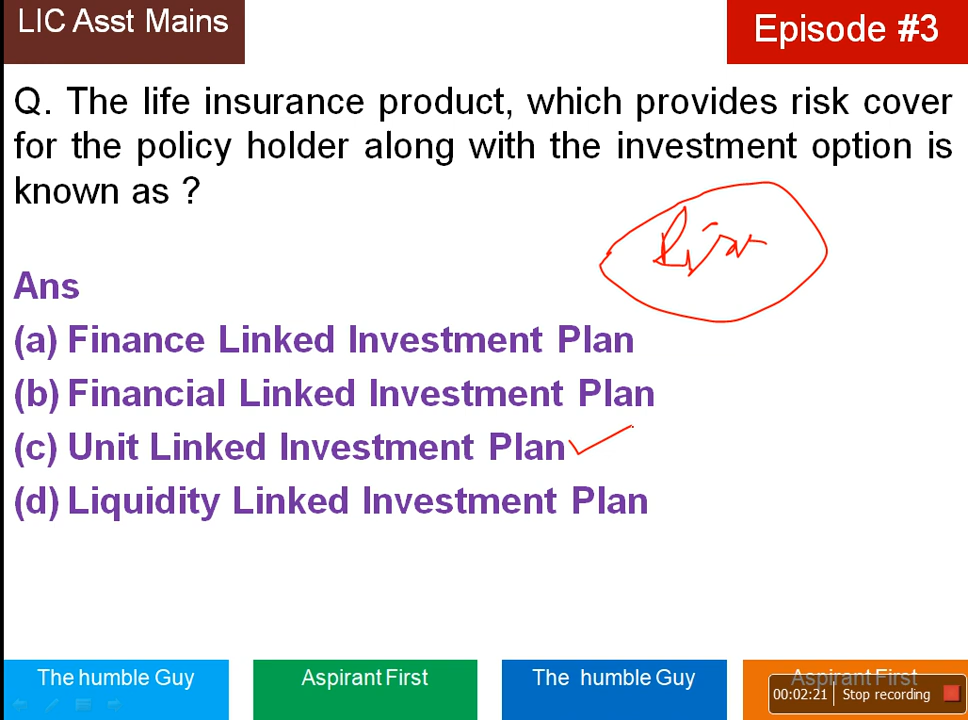 LIC Asst Mains
Episode #3
Q. The life insurance product, which provides risk cover
for the policy holder along with the investment option is
known as ?
Ans
(a) Finance Linked Investment Plan
(b) Financial Linked Investment Plan
(c) Unit Linked Investment Plan
(d) Liquidity Linked Investment Plan
The humble Guy
Aspirant First
The humble Guy
Aspirant First
00:02:21
Stop recording